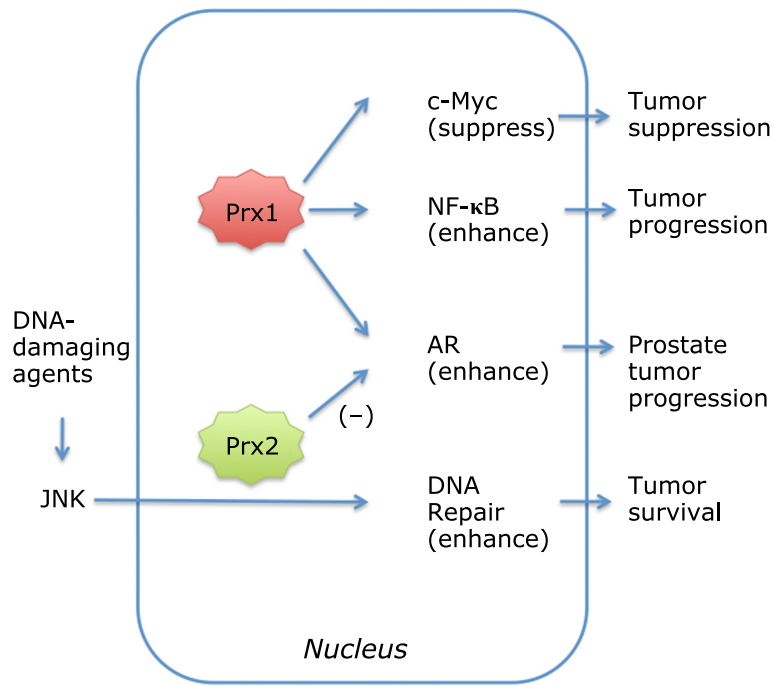 c-Myc
(suppress)
Tumor
suppression
Prx1
NF-κB
(enhance)
Tumor
progression
DNA-
damaging
agents
AR
(enhance)
Prostate
tumor
progression
(–)
Prx2
JNK
DNA
Repair
(enhance)
Tumor
survival
Nucleus